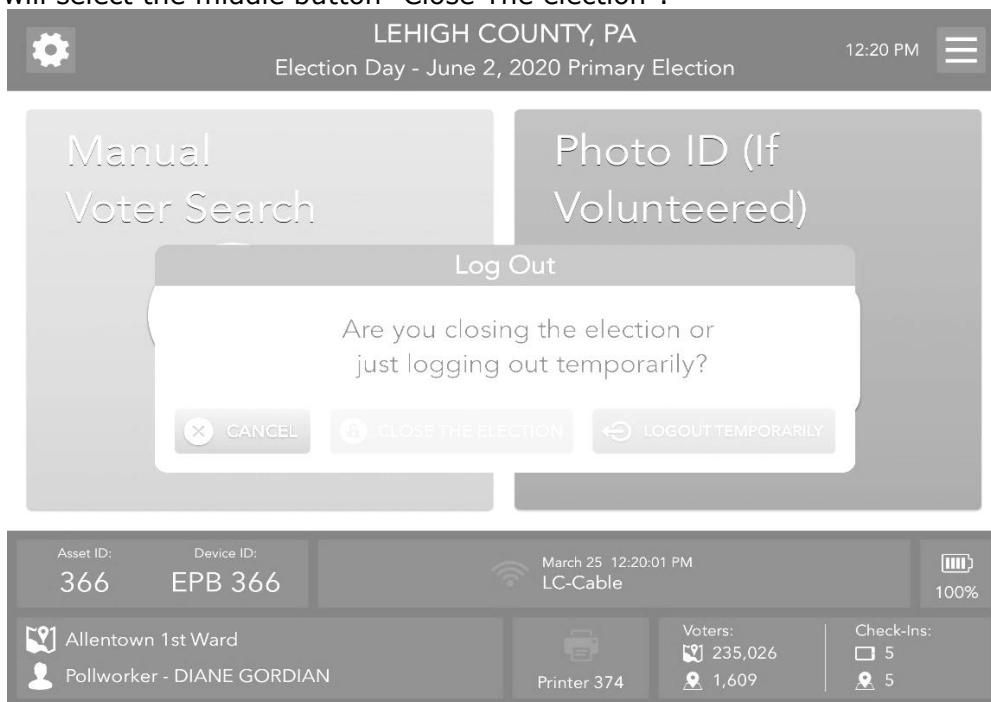 will select the middle button "Close The election".
LEHIGH COUNTY, PA
Election Day - June 2, 2020 Primary Election
12:20 PM
Manual
Voter Search
Photo ID (If
Volunteered)
Log Out
Are you closing the election or
just logging out temporarily?
CANCEL
CLOSE THE ELECTION
LOGOUT TEMPORARILY
Asset ID:
366
Device ID:
EPB 366
March 25 12:20:01 PM
LC-Cable
100%
Allentown 1st Ward
Pollworker - DIANE GORDIAN
Printer 374
Voters:
235,026
1,609
Check-Ins:
5
5